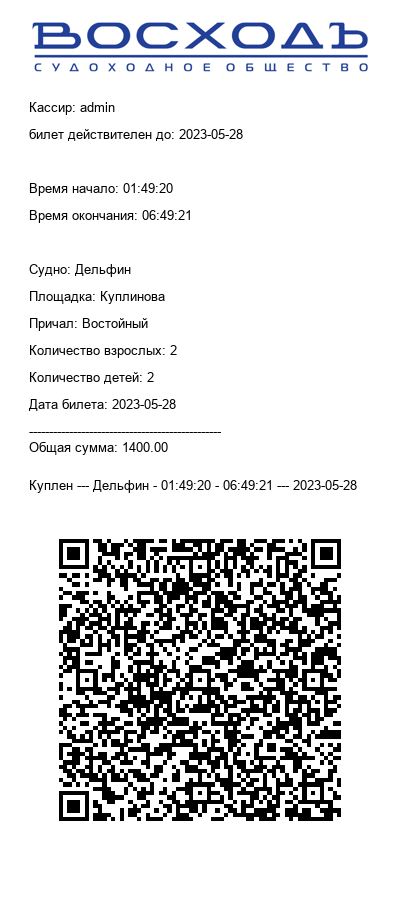 ВОСХОДЪ
СУДОХОДНОЕ ОБЩЕСТВО
Кассир: admin
билет действителен до: 2023-05-28
Время начало: 01:49:20
Время окончания: 06:49:21
Судно: Дельфин
Площадка: Куплинова
Причал: Востойный
Количество взрослых: 2
Количество детей: 2
Дата билета: 2023-05-28
------------------------------------------------
Общая сумма: 1400.00
Куплен --- Дельфин - 01:49:20 - 06:49:21 --- 2023-05-28